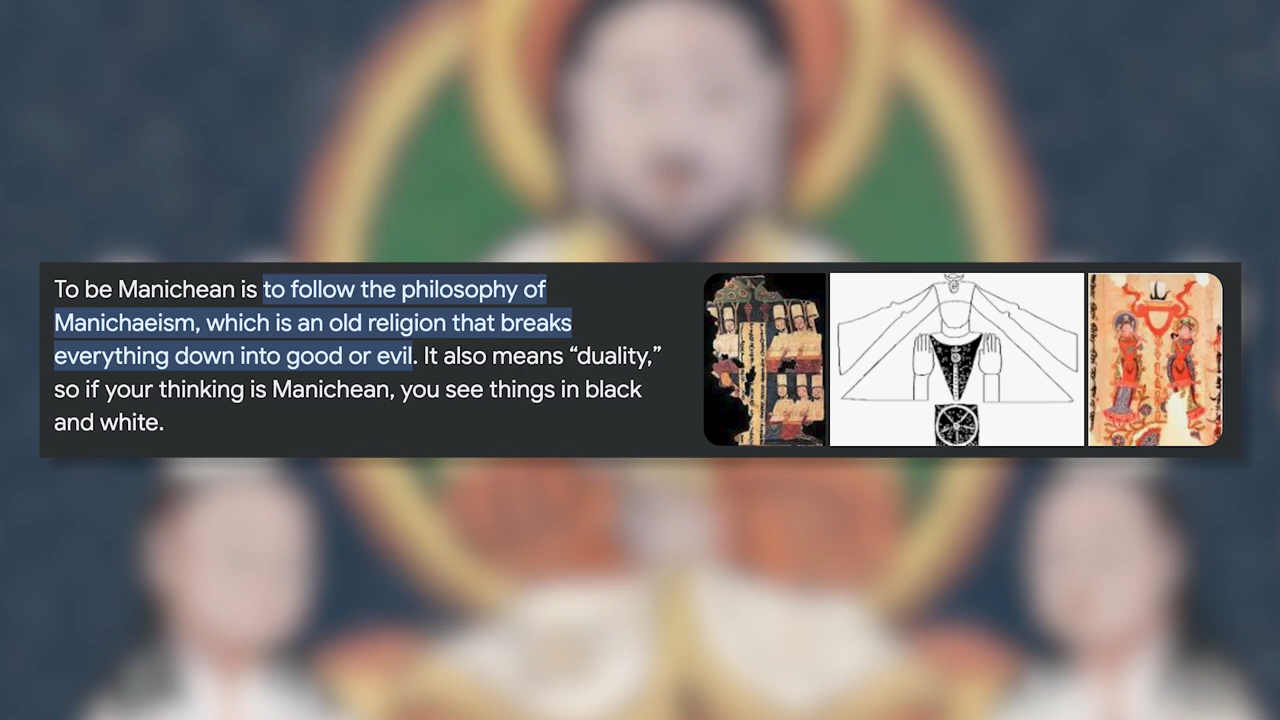 To be Manichean is to follow the philosophy of
Manichaeism, which is an old religion that breaks
everything down into good or evil. It also means “duality,”
so if your thinking is Manichean, you see things in black
and white.